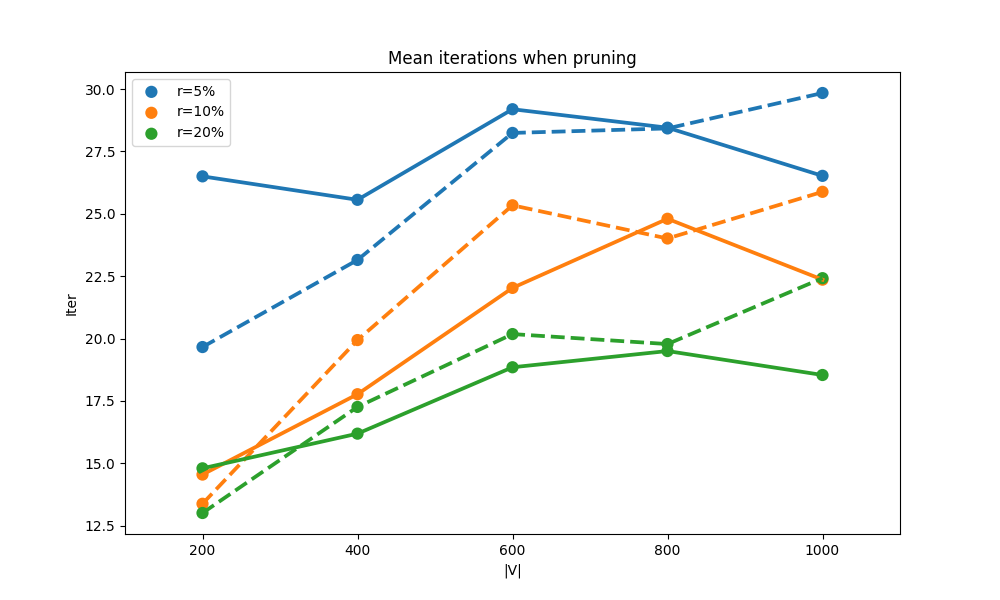 Mean iterations when pruning
r=5%
r=10%
r=20%
Iter
30.0
27.5
25.0
22.5
20.0
17.5
15.0
12.5
200 400 600 800 1000
|V|